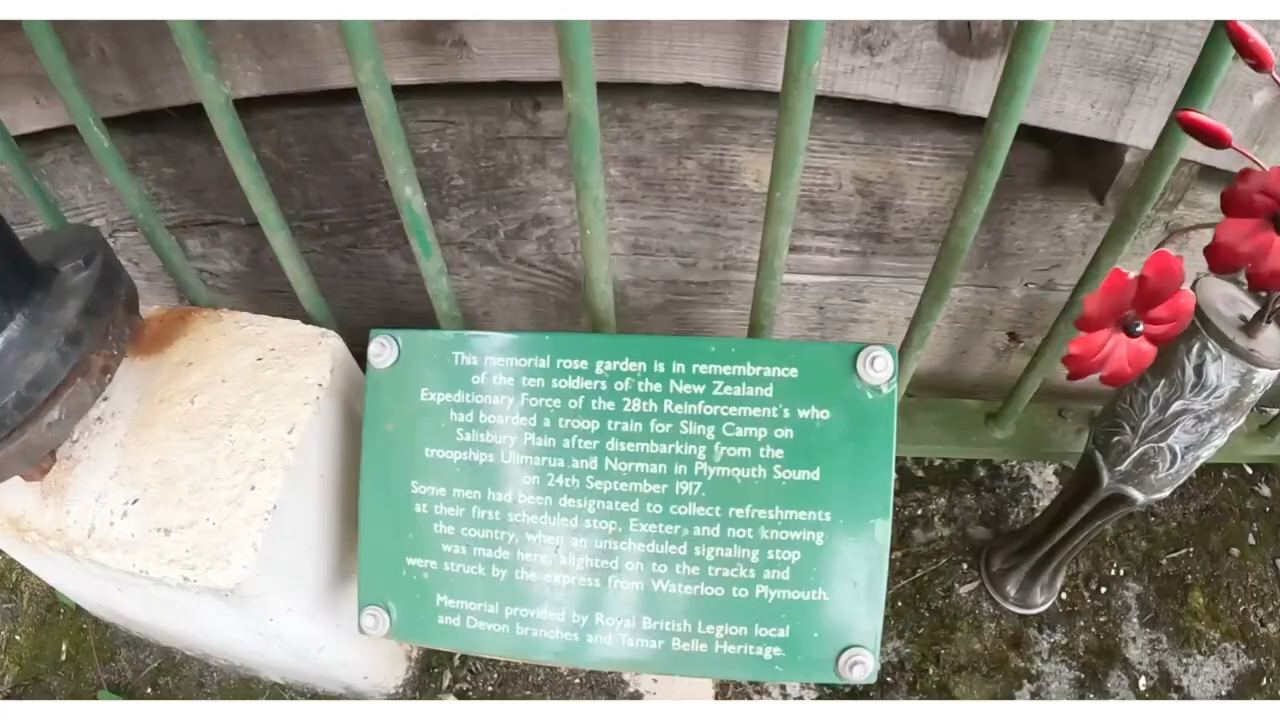 This memorial rose garden is in remembrance
of the ten soldiers of the New Zealand
Expeditionary Force of the 28th Reinforcement's who
had boarded a troop train for Sling Camp on
Salisbury Plain after disembarking from the
troopships Ulimarua and Norman in Plymouth Sound
on 24th September 1917.
Some men had been designated to collect refreshments
at their first scheduled stop, Exeter, and not knowing
the country, when an unscheduled signaling stop
was made here, alighted on to the tracks and
were struck by the express from Waterloo to Plymouth.
Memorial provided by Royal British Legion local
and Devon branches and Tamar Belle Heritage.